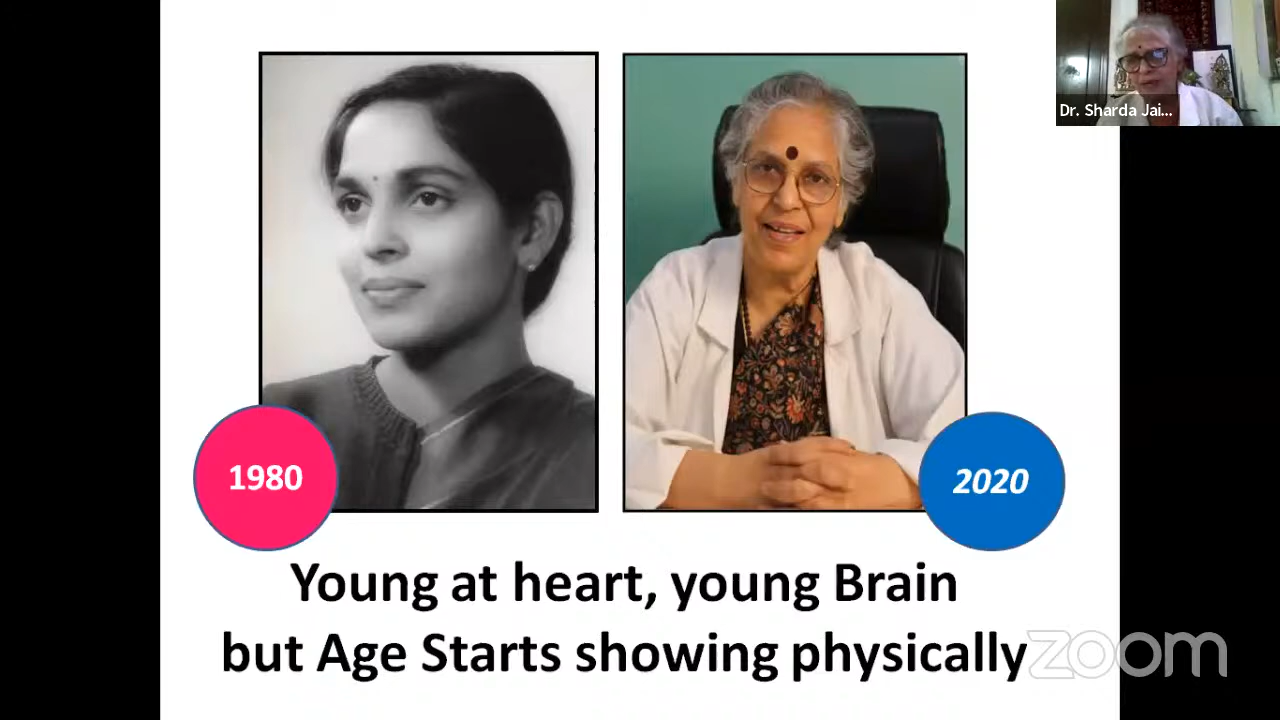 Dr. Sharda Jai...
1980
2020
Young at heart, young Brain
but Age Starts showing physically
zoom